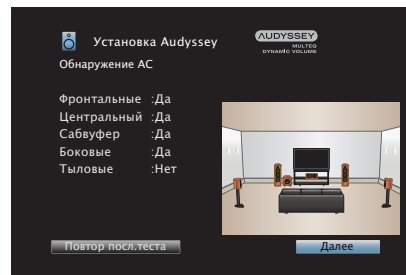 Установка Audyssey
AUDYSSEY
MULTEQ
DYNAMIC VOLUME
Обнаружение АС
Фронтальные :Да
Центральный :Да
Сабвуфер :Да
Боковые :Да
Тыловые :Нет
Повтор посл.теста
Далее